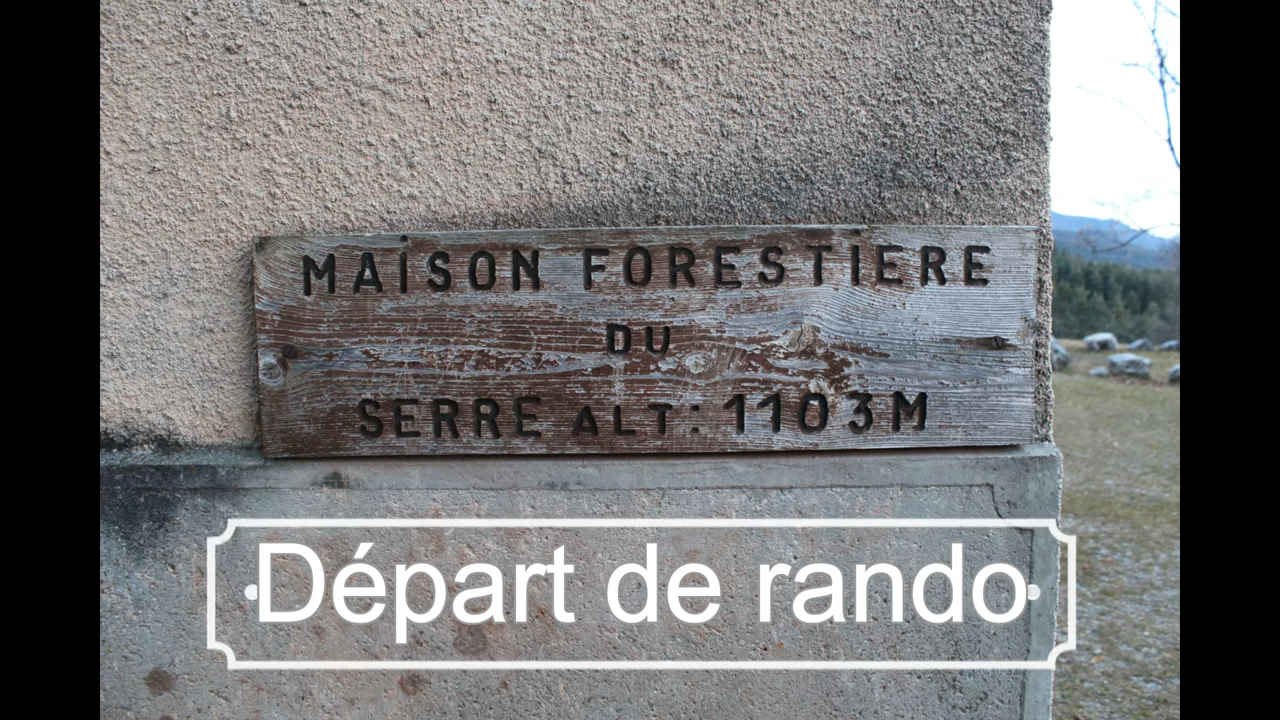 MAISON FORESTIERE
DU
SERRE ALT: 1103M
Départ de rando